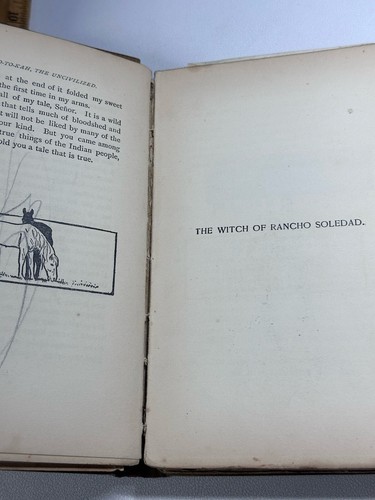 O-TO-KAH, THE UNCIVILIZED.
at the end of it folded my sweet
the first time in my arms.
all of my tale, Señor. It is a wild
that tells much of bloodshed and
t will not be liked by many of the
our kind. But you came among
true things of the Indian people,
old you a tale that is true.
THE WITCH OF RANCHO SOLEDAD.